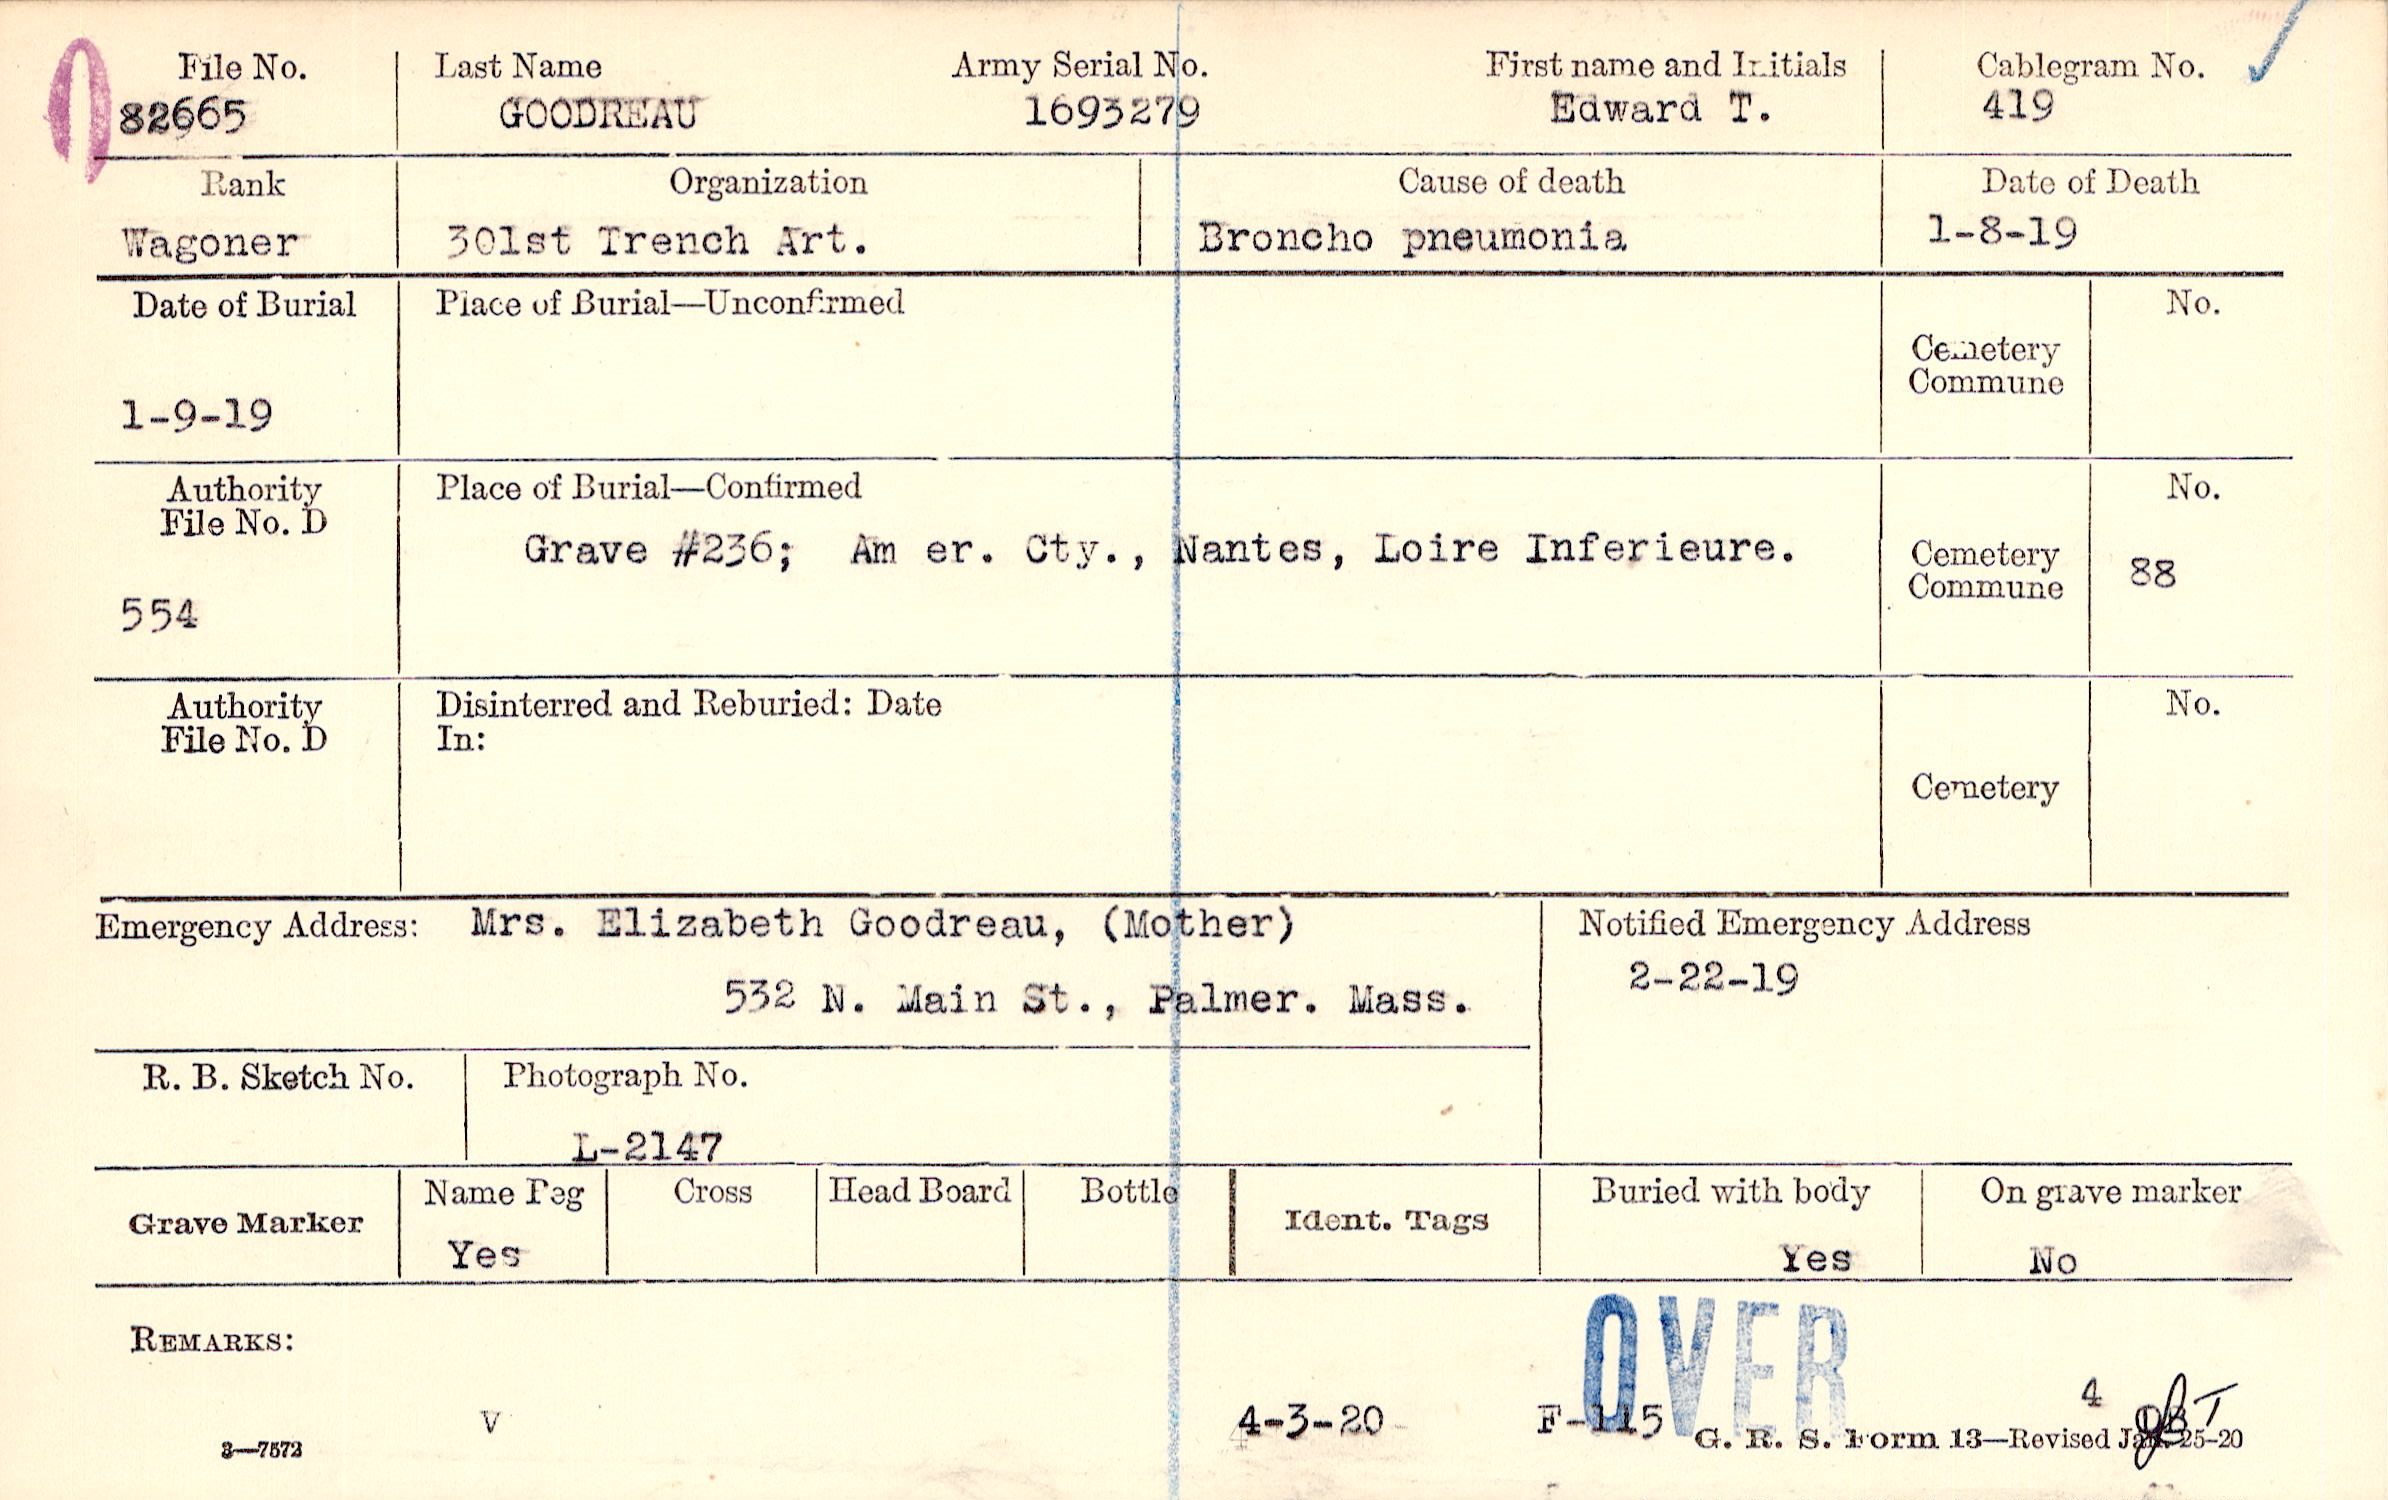 File No. Last Name Army Serial No. First name and Initials Cablegram No.
82665 GOODREAU 1693279 Edward T. 419
Rank Organization Cause of death Date of Death
Wagoner 301st Trench Art. Broncho pneumonia 1-8-19
Date of Burial Place of Burial—Unconfirmed No.
Cemetery
Commune
1-9-19
Authority Place of Burial—Confirmed No.
File No. D
Grave #236; Am er. Cty., Nantes, Loire Inferieure.
Cemetery
Commune 88
554
Authority Disinterred and Reburied: Date No.
File No. D In:
Cemetery
Emergency Address: Mrs. Elizabeth Goodreau, (Mother) Notified Emergency Address
532 N. Main St., Palmer. Mass. 2-22-19
R. B. Sketch No. Photograph No.
L-2147
Grave Marker Name Peg Cross Head Board Bottle Ident. Tags Buried with body On grave marker
Yes Yes No
REMARKS:
OVER
V 4-3-20 F-115 4
3—7572 G. R. S. Form 13—Revised Jan. 25-20